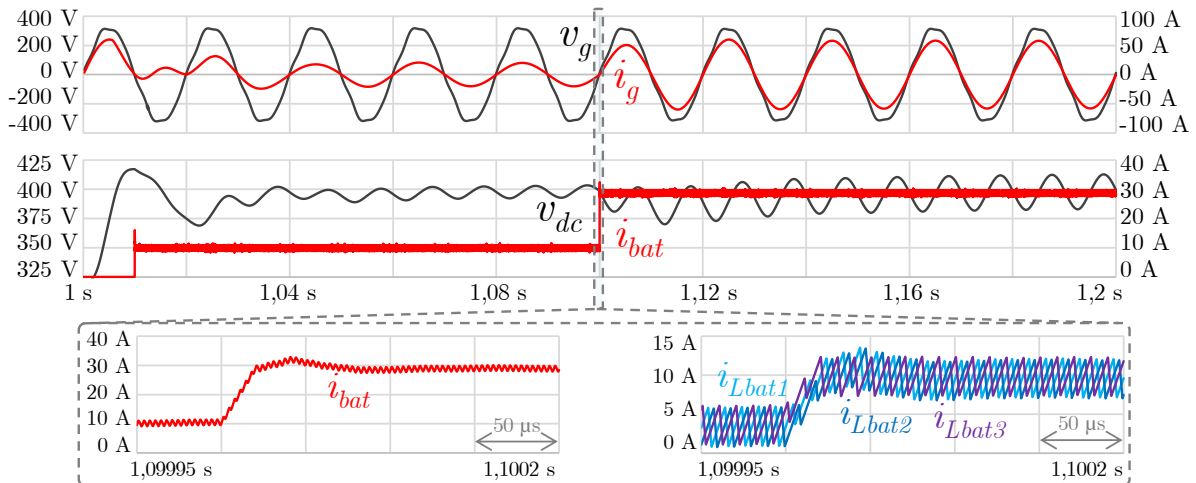 400 V
200 V
0 V
-200 V
-400 V
v_g
i_g
100 A
50 A
0 A
-50 A
-100 A
425 V
400 V
375 V
350 V
325 V
v_dc
i_bat
40 A
30 A
20 A
10 A
0 A
1 s
1,04 s
1,08 s
1,12 s
1,16 s
1,2 s
40 A
30 A
20 A
10 A
0 A
i_bat
50 µs
1,09995 s
1,1002 s
15 A
10 A
5 A
0 A
i_Lbat1
i_Lbat2
i_Lbat3
50 µs
1,09995 s
1,1002 s